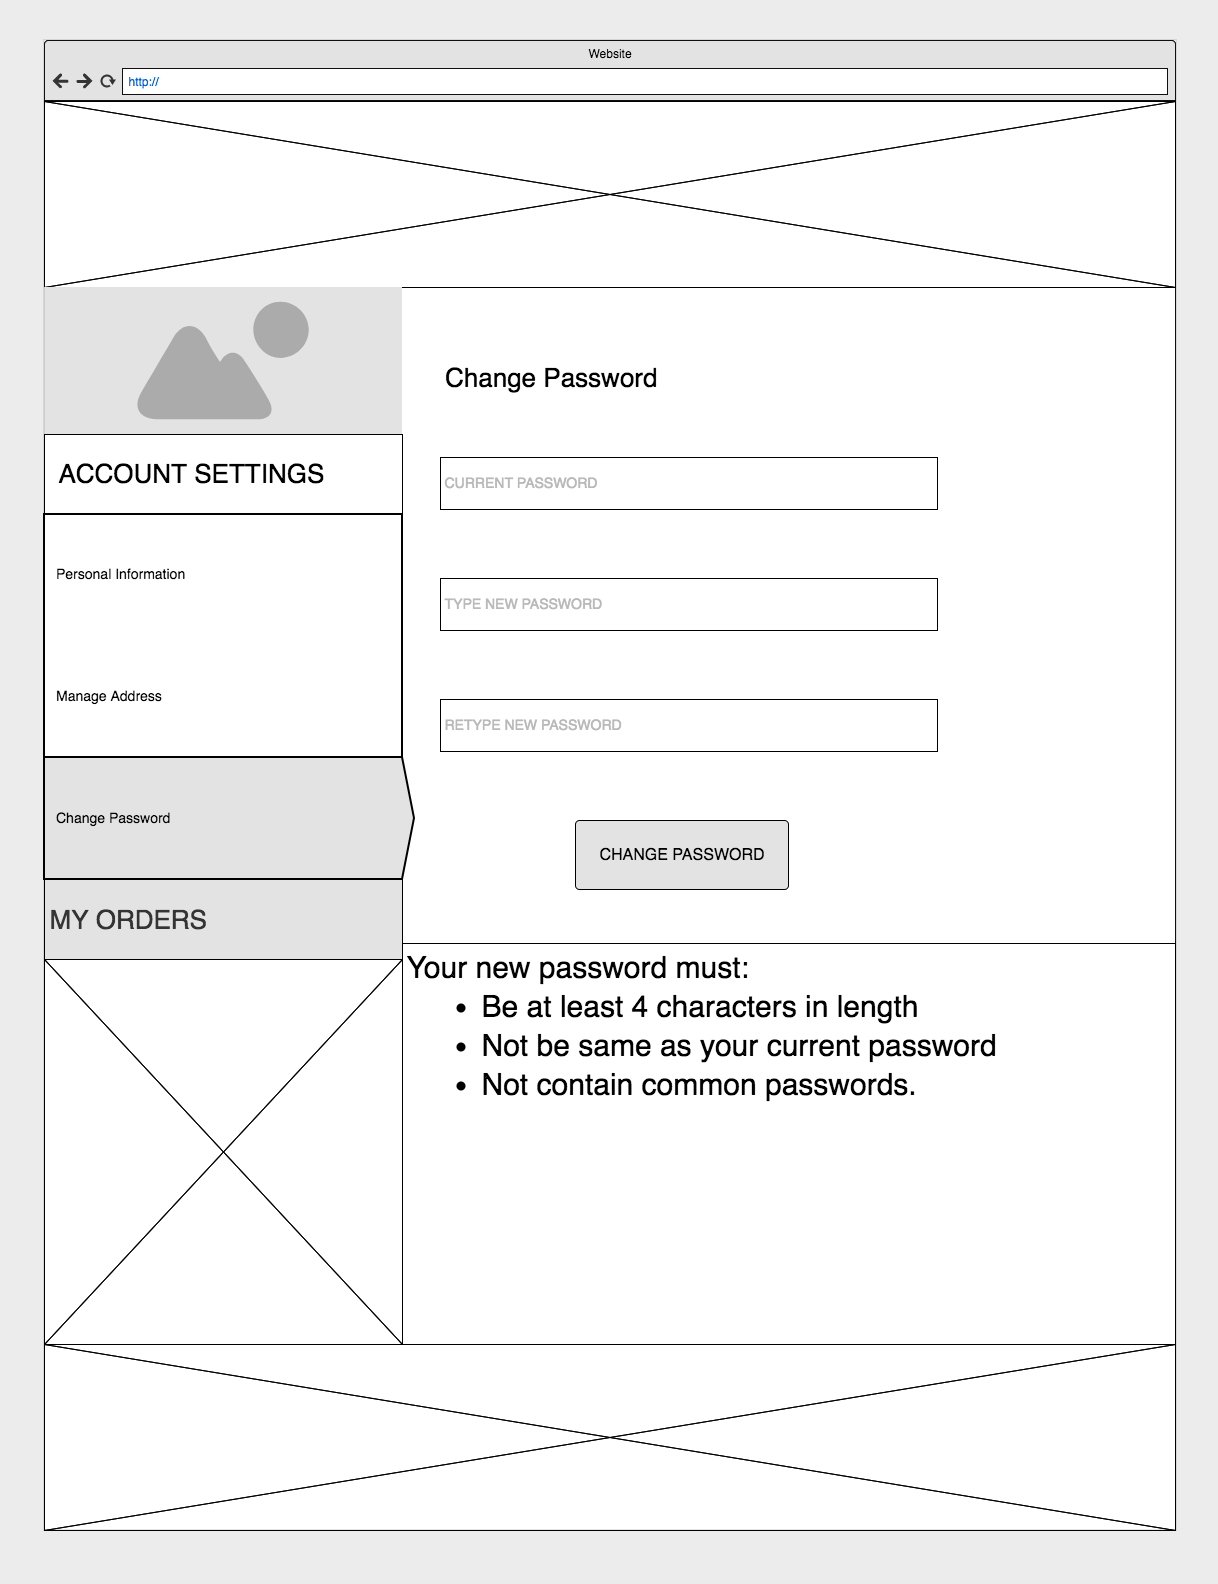 Website
http://
Change Password
ACCOUNT SETTINGS
CURRENT PASSWORD
Personal Information
TYPE NEW PASSWORD
Manage Address
RETYPE NEW PASSWORD
Change Password
CHANGE PASSWORD
MY ORDERS
Your new password must:
• Be at least 4 characters in length
• Not be same as your current password
• Not contain common passwords.